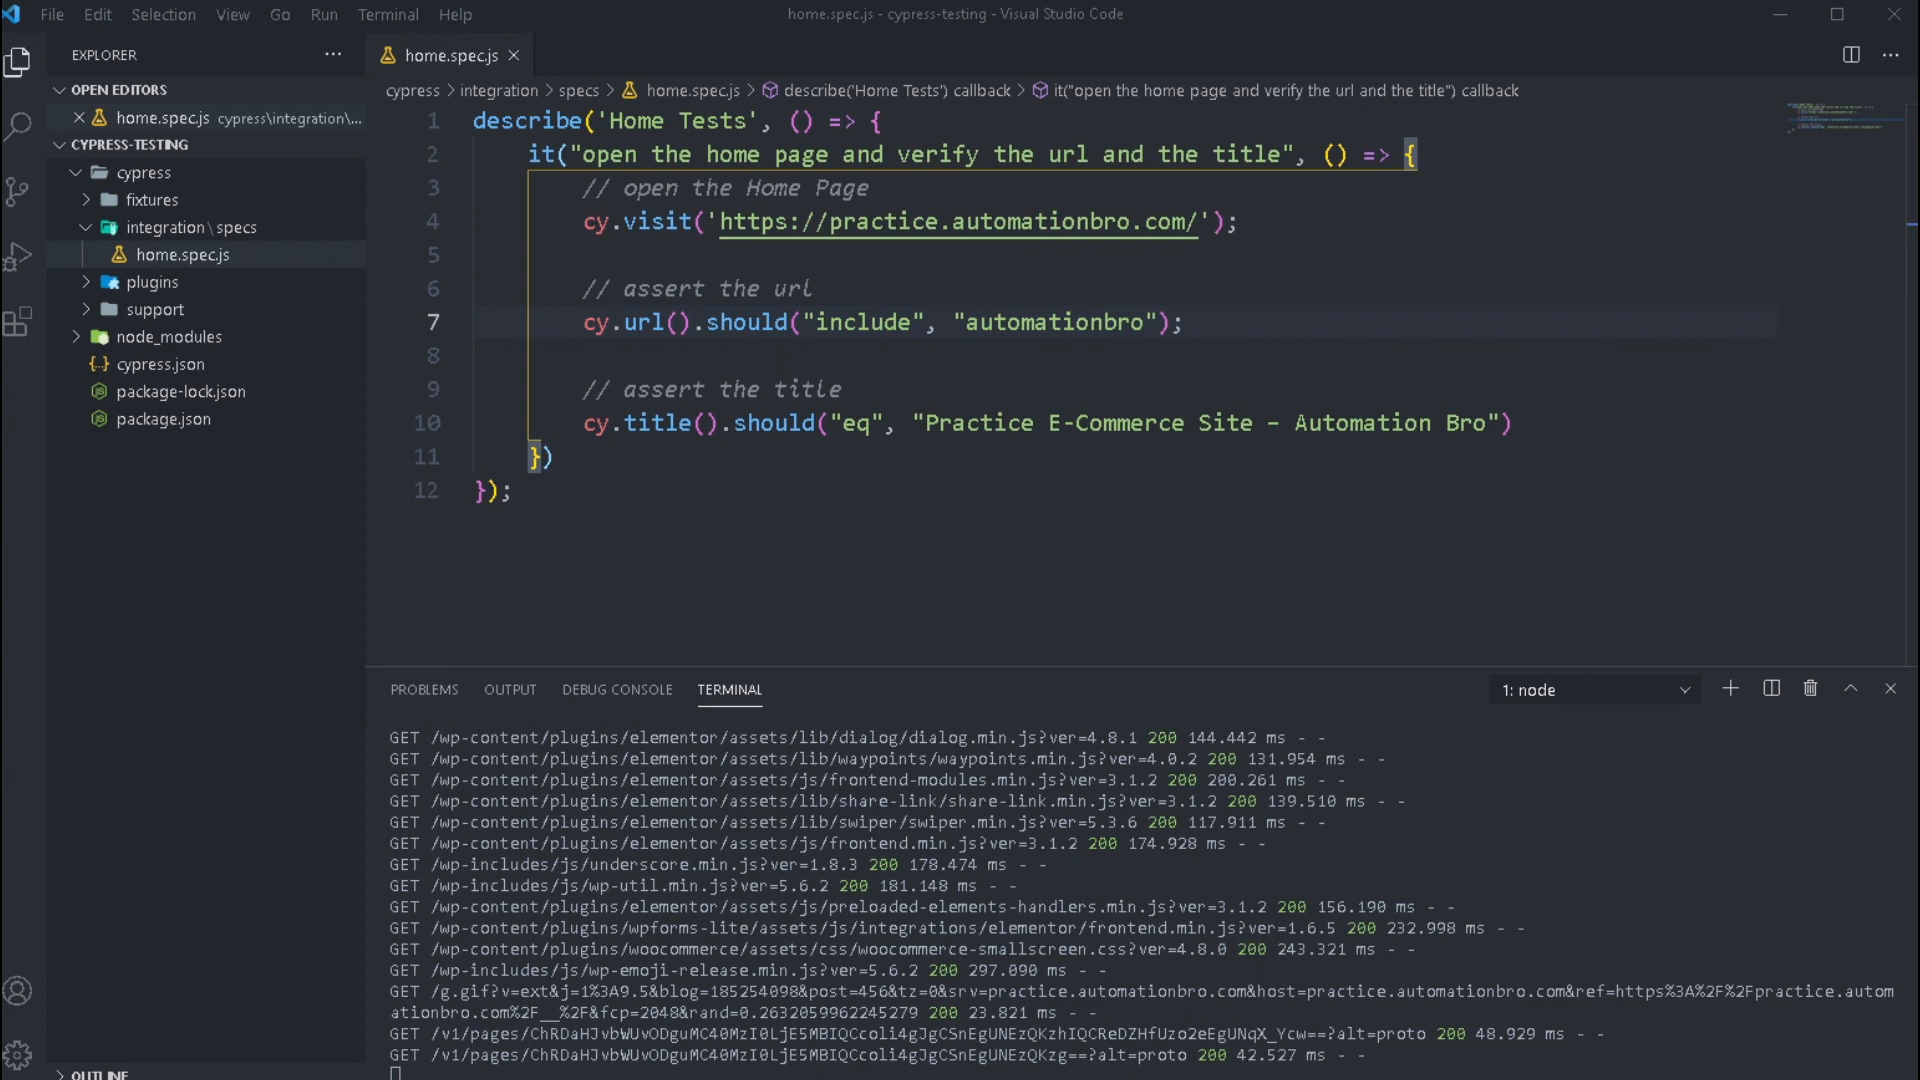 File Edit Selection View Go Run Terminal Help
home.spec.js - cypress-testing - Visual Studio Code
EXPLORER
OPEN EDITORS
home.spec.js cypress\integration\...
CYPRESS-TESTING
cypress
fixtures
integration\specs
home.spec.js
plugins
support
node_modules
cypress.json
package-lock.json
package.json
OUTLINE
home.spec.js
cypress > integration > specs > home.spec.js > describe('Home Tests') callback > it("open the home page and verify the url and the title") callback
1 describe('Home Tests', () => {
2 it("open the home page and verify the url and the title", () => {
3 // open the Home Page
4 cy.visit('https://practice.automationbro.com/');
5
6 // assert the url
7 cy.url().should("include", "automationbro");
8
9 // assert the title
10 cy.title().should("eq", "Practice E-Commerce Site – Automation Bro")
11 })
12 });
PROBLEMS OUTPUT DEBUG CONSOLE TERMINAL
1: node
GET /wp-content/plugins/elementor/assets/lib/dialog/dialog.min.js?ver=4.8.1 200 144.442 ms - -
GET /wp-content/plugins/elementor/assets/lib/waypoints/waypoints.min.js?ver=4.0.2 200 131.954 ms - -
GET /wp-content/plugins/elementor/assets/js/frontend-modules.min.js?ver=3.1.2 200 200.261 ms - -
GET /wp-content/plugins/elementor/assets/lib/share-link/share-link.min.js?ver=3.1.2 200 139.510 ms - -
GET /wp-content/plugins/elementor/assets/lib/swiper/swiper.min.js?ver=5.3.6 200 117.911 ms - -
GET /wp-content/plugins/elementor/assets/js/frontend.min.js?ver=3.1.2 200 174.928 ms - -
GET /wp-includes/js/underscore.min.js?ver=1.8.3 200 178.474 ms - -
GET /wp-includes/js/wp-util.min.js?ver=5.6.2 200 181.148 ms - -
GET /wp-content/plugins/elementor/assets/js/preloaded-elements-handlers.min.js?ver=3.1.2 200 156.190 ms - -
GET /wp-content/plugins/wpforms-lite/assets/js/integrations/elementor/frontend.min.js?ver=1.6.5 200 232.998 ms - -
GET /wp-content/plugins/woocommerce/assets/css/woocommerce-smallscreen.css?ver=4.8.0 200 243.321 ms - -
GET /wp-includes/js/wp-emoji-release.min.js?ver=5.6.2 200 297.090 ms - -
GET /g.gif?v=ext&j=1%3A9.5&blog=185254098&post=456&tz=0&srv=practice.automationbro.com&host=practice.automationbro.com&ref=https%3A%2F%2Fpractice.autom
ationbro.com%2F__%2F&fcp=2048&rand=0.2632059962245279 200 23.821 ms - -
GET /v1/pages/ChRDaHJvbWUvODguMC40MzI0LjE5MBIQCcoli4gJgCSnEgUNEzQKzhIQCReDZHfUzo2eEgUNqX_Ycw==?alt=proto 200 48.929 ms - -
GET /v1/pages/ChRDaHJvbWUvODguMC40MzI0LjE5MBIQCcoli4gJgCSnEgUNEzQKzg==?alt=proto 200 42.527 ms - -